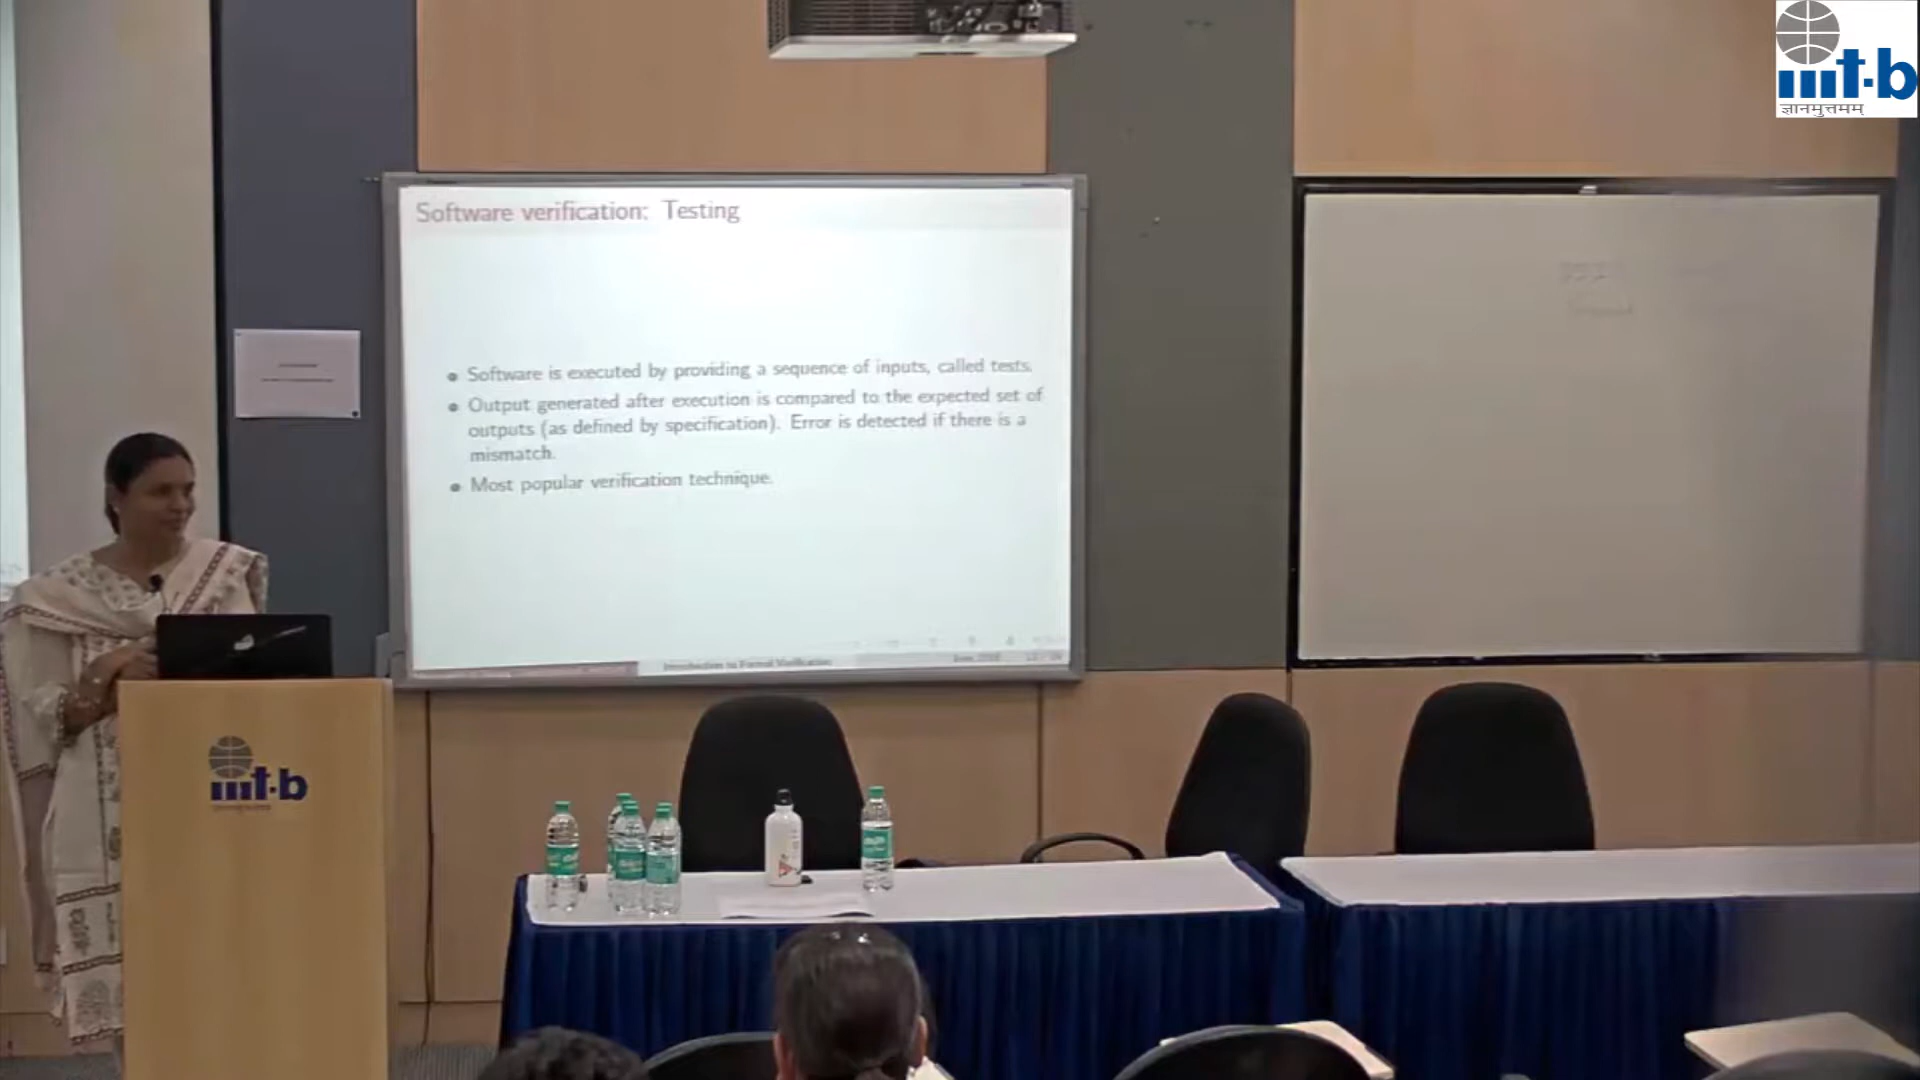 iiit-b
ज्ञानमुत्तमम्
Software verification: Testing
Software is executed by providing a sequence of inputs, called tests.
Output generated after execution is compared to the expected set of
outputs (as defined by specification). Error is detected if there is a
mismatch.
Most popular verification technique.
Introduction to Formal Verification
iiit-b